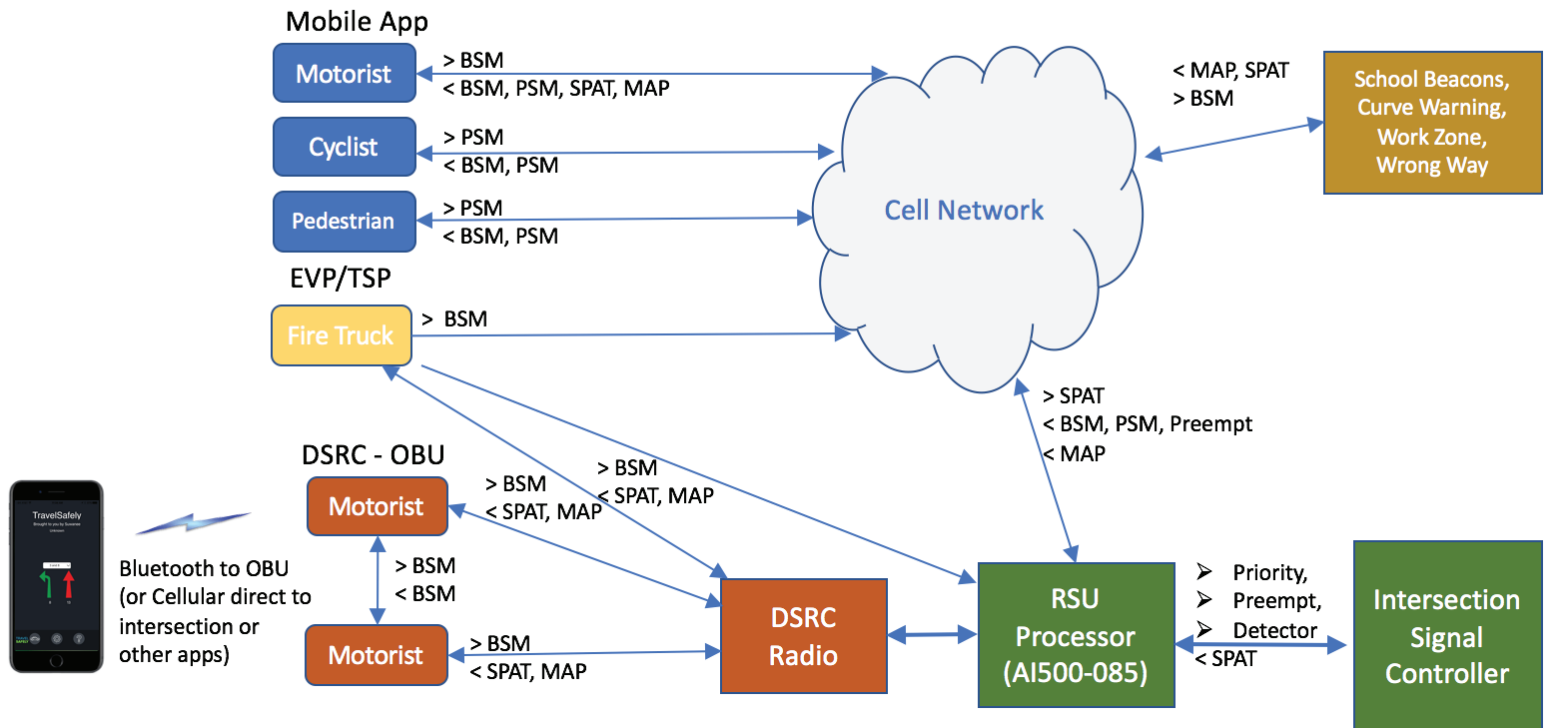 Mobile App
Motorist
> BSM
< BSM, PSM, SPAT, MAP
Cyclist
> PSM
< BSM, PSM
Pedestrian
> PSM
< BSM, PSM
Cell Network
< MAP, SPAT
> BSM
School Beacons,
Curve Warning,
Work Zone,
Wrong Way
EVP/TSP
Fire Truck
> BSM
> SPAT
< BSM, PSM, Preempt
< MAP
DSRC - OBU
Motorist
> BSM
< SPAT, MAP
> BSM
< SPAT, MAP
TravelSafely
Bluetooth to OBU
(or Cellular direct to
intersection or
other apps)
> BSM
< BSM
Motorist
> BSM
< SPAT, MAP
DSRC
Radio
RSU
Processor
(AI500-085)
➢ Priority,
➢ Preempt,
➢ Detector
< SPAT
Intersection
Signal
Controller